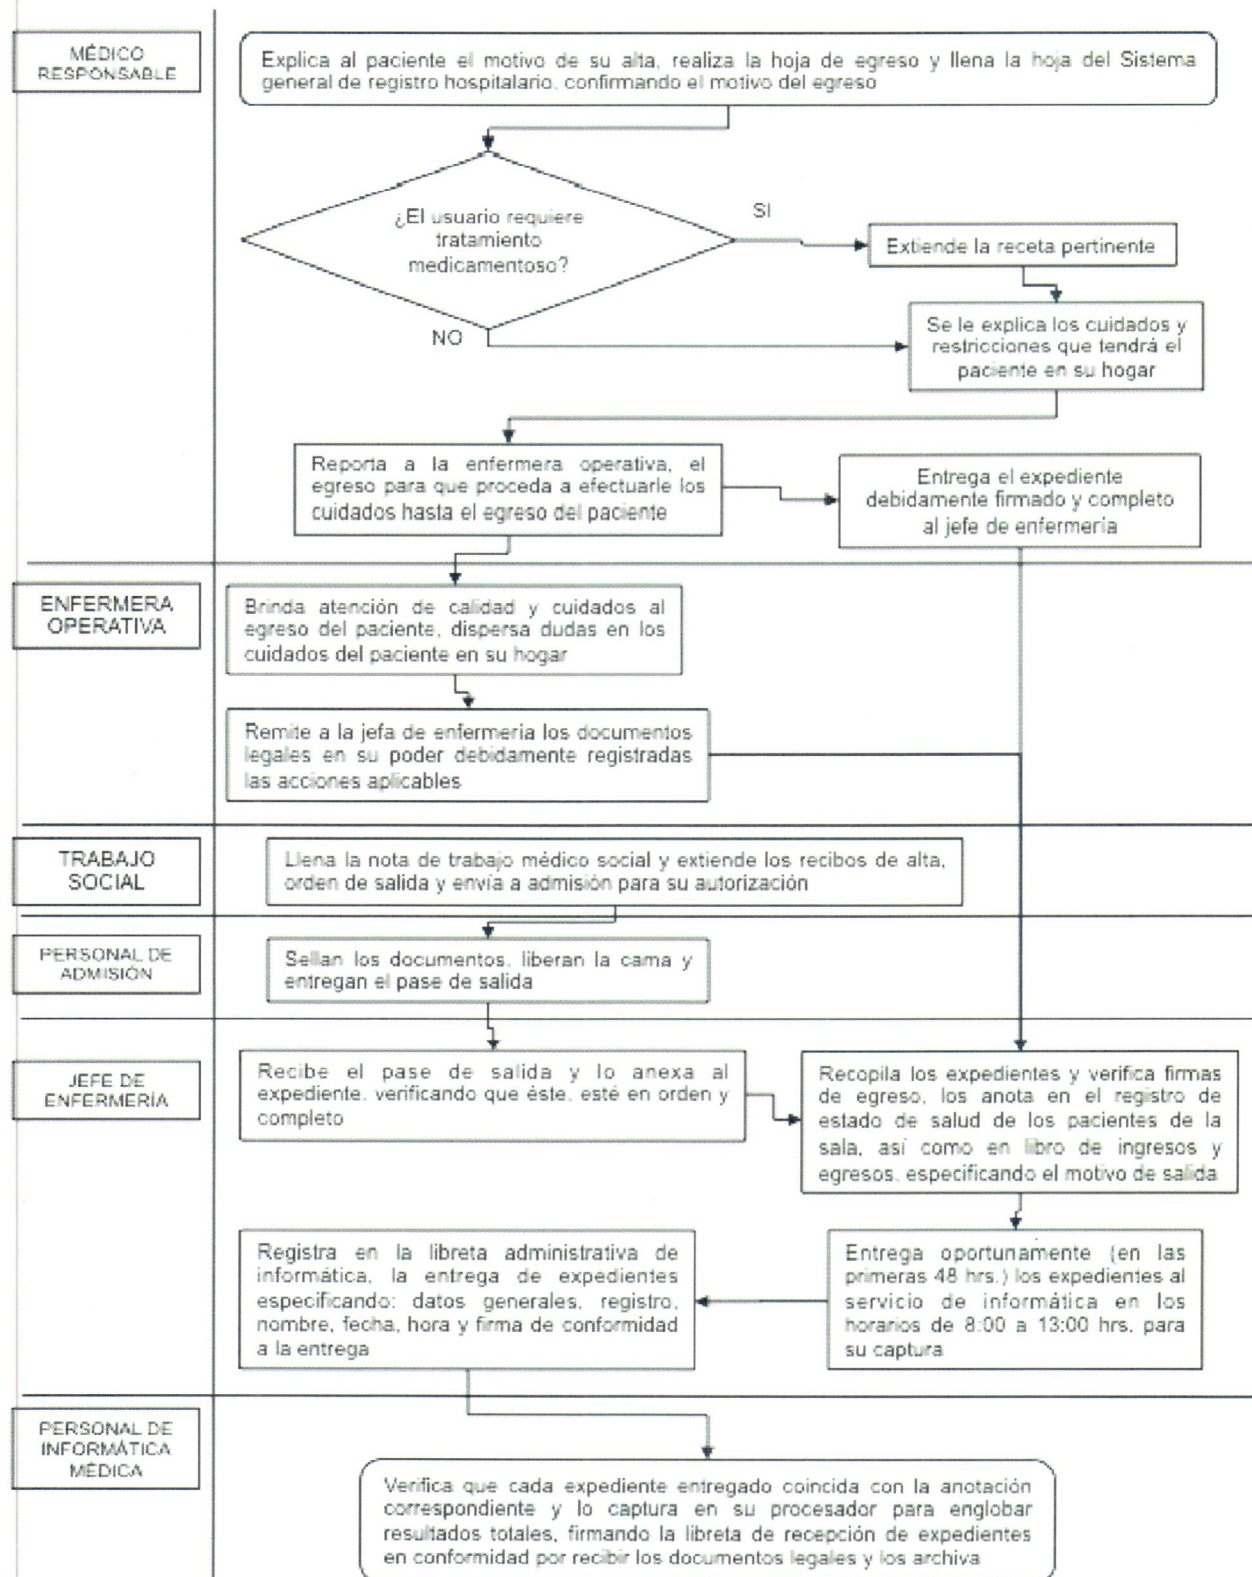 MÉDICO
RESPONSABLE
Explica al paciente el motivo de su alta, realiza la hoja de egreso y llena la hoja del Sistema
general de registro hospitalario, confirmando el motivo del egreso
¿El usuario requiere
tratamiento
medicamentoso?
SI
Extiende la receta pertinente
NO
Se le explica los cuidados y
restricciones que tendrá el
paciente en su hogar
Reporta a la enfermera operativa, el
egreso para que proceda a efectuarle los
cuidados hasta el egreso del paciente
Entrega el expediente
debidamente firmado y completo
al jefe de enfermería
ENFERMERA
OPERATIVA
Brinda atención de calidad y cuidados al
egreso del paciente, dispersa dudas en los
cuidados del paciente en su hogar
Remite a la jefa de enfermería los documentos
legales en su poder debidamente registradas
las acciones aplicables
TRABAJO
SOCIAL
Llena la nota de trabajo médico social y extiende los recibos de alta,
orden de salida y envía a admisión para su autorización
PERSONAL DE
ADMISIÓN
Sellan los documentos, liberan la cama y
entregan el pase de salida
JEFE DE
ENFERMERÍA
Recibe el pase de salida y lo anexa al
expediente, verificando que éste, esté en orden y
completo
Recopila los expedientes y verifica firmas
de egreso, los anota en el registro de
estado de salud de los pacientes de la
sala, así como en libro de ingresos y
egresos, especificando el motivo de salida
Registra en la libreta administrativa de
informática, la entrega de expedientes
especificando: datos generales, registro,
nombre, fecha, hora y firma de conformidad
a la entrega
Entrega oportunamente (en las
primeras 48 hrs.) los expedientes al
servicio de informática en los
horarios de 8:00 a 13:00 hrs. para
su captura
PERSONAL DE
INFORMÁTICA
MÉDICA
Verifica que cada expediente entregado coincida con la anotación
correspondiente y lo captura en su procesador para englobar
resultados totales, firmando la libreta de recepción de expedientes
en conformidad por recibir los documentos legales y los archiva